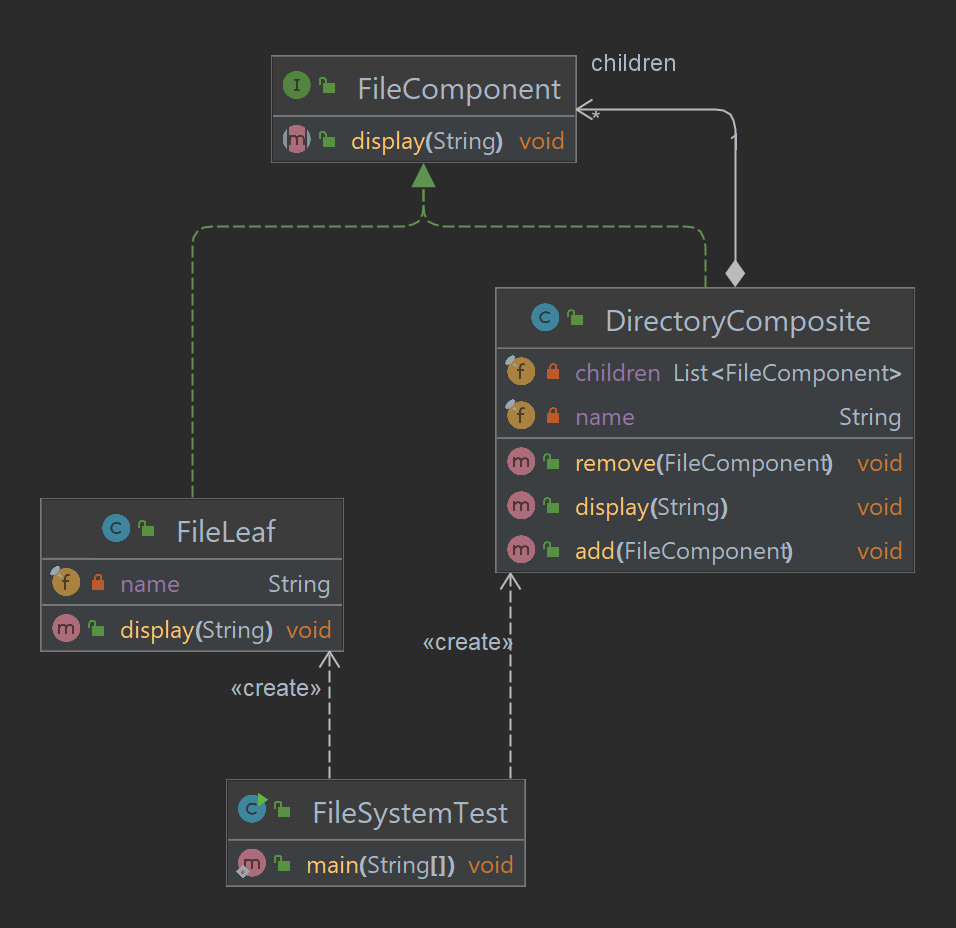 children
I FileComponent
*
m display(String) void
1
C DirectoryComposite
f children List<FileComponent>
f name String
m remove(FileComponent) void
m display(String) void
m add(FileComponent) void
C FileLeaf
f name String
m display(String) void
«create»
«create»
C FileSystemTest
m main(String[]) void